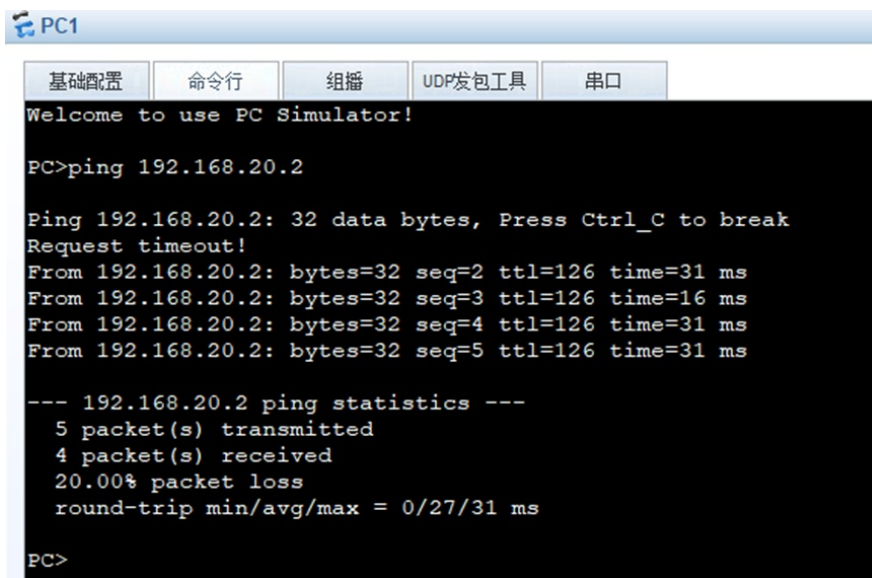 PC1
基础配置 命令行 组播 UDP发包工具 串口
Welcome to use PC Simulator!
PC>ping 192.168.20.2
Ping 192.168.20.2: 32 data bytes, Press Ctrl_C to break
Request timeout!
From 192.168.20.2: bytes=32 seq=2 ttl=126 time=31 ms
From 192.168.20.2: bytes=32 seq=3 ttl=126 time=16 ms
From 192.168.20.2: bytes=32 seq=4 ttl=126 time=31 ms
From 192.168.20.2: bytes=32 seq=5 ttl=126 time=31 ms
--- 192.168.20.2 ping statistics ---
5 packet(s) transmitted
4 packet(s) received
20.00% packet loss
round-trip min/avg/max = 0/27/31 ms
PC>